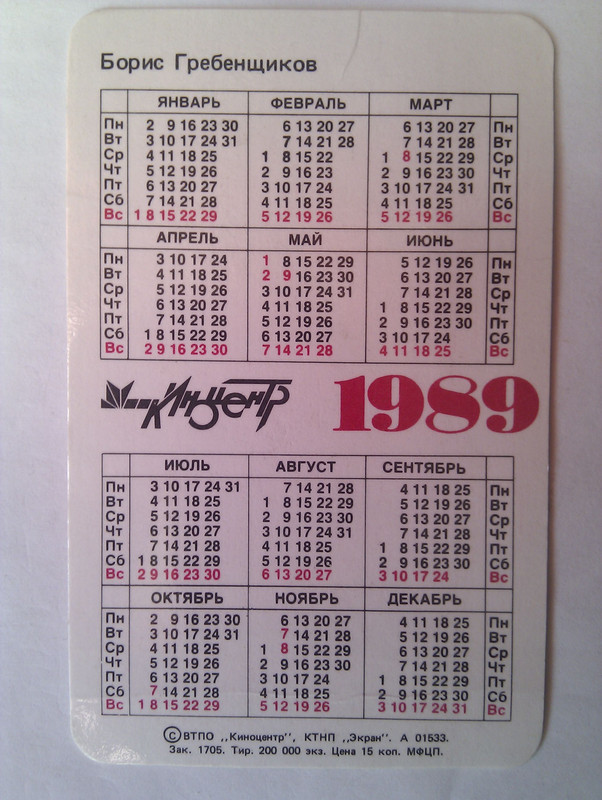 Борис Гребенщиков
ЯНВАРЬ ФЕВРАЛЬ МАРТ
Пн 2 9 16 23 30 6 13 20 27 6 13 20 27 Пн
Вт 3 10 17 24 31 7 14 21 28 7 14 21 28 Вт
Ср 4 11 18 25 1 8 15 22 1 8 15 22 29 Ср
Чт 5 12 19 26 2 9 16 23 2 9 16 23 30 Чт
Пт 6 13 20 27 3 10 17 24 3 10 17 24 31 Пт
Сб 7 14 21 28 4 11 18 25 4 11 18 25 Сб
Вс 1 8 15 22 29 5 12 19 26 5 12 19 26 Вс
АПРЕЛЬ МАЙ ИЮНЬ
Пн 3 10 17 24 1 8 15 22 29 5 12 19 26 Пн
Вт 4 11 18 25 2 9 16 23 30 6 13 20 27 Вт
Ср 5 12 19 26 3 10 17 24 31 7 14 21 28 Ср
Чт 6 13 20 27 4 11 18 25 1 8 15 22 29 Чт
Пт 7 14 21 28 5 12 19 26 2 9 16 23 30 Пт
Сб 1 8 15 22 29 6 13 20 27 3 10 17 24 Сб
Вс 2 9 16 23 30 7 14 21 28 4 11 18 25 Вс
Киноцентр 1989
ИЮЛЬ АВГУСТ СЕНТЯБРЬ
Пн 3 10 17 24 31 7 14 21 28 4 11 18 25 Пн
Вт 4 11 18 25 1 8 15 22 29 5 12 19 26 Вт
Ср 5 12 19 26 2 9 16 23 30 6 13 20 27 Ср
Чт 6 13 20 27 3 10 17 24 31 7 14 21 28 Чт
Пт 7 14 21 28 4 11 18 25 1 8 15 22 29 Пт
Сб 1 8 15 22 29 5 12 19 26 2 9 16 23 30 Сб
Вс 2 9 16 23 30 6 13 20 27 3 10 17 24 Вс
ОКТЯБРЬ НОЯБРЬ ДЕКАБРЬ
Пн 2 9 16 23 30 6 13 20 27 4 11 18 25 Пн
Вт 3 10 17 24 31 7 14 21 28 5 12 19 26 Вт
Ср 4 11 18 25 1 8 15 22 29 6 13 20 27 Ср
Чт 5 12 19 26 2 9 16 23 30 7 14 21 28 Чт
Пт 6 13 20 27 3 10 17 24 1 8 15 22 29 Пт
Сб 7 14 21 28 4 11 18 25 2 9 16 23 30 Сб
Вс 1 8 15 22 29 5 12 19 26 3 10 17 24 31 Вс
©ВТПО „Киноцентр", КТНП „Экран". А 01533.
Зак. 1705. Тир. 200 000 экз. Цена 15 коп. МФЦП.